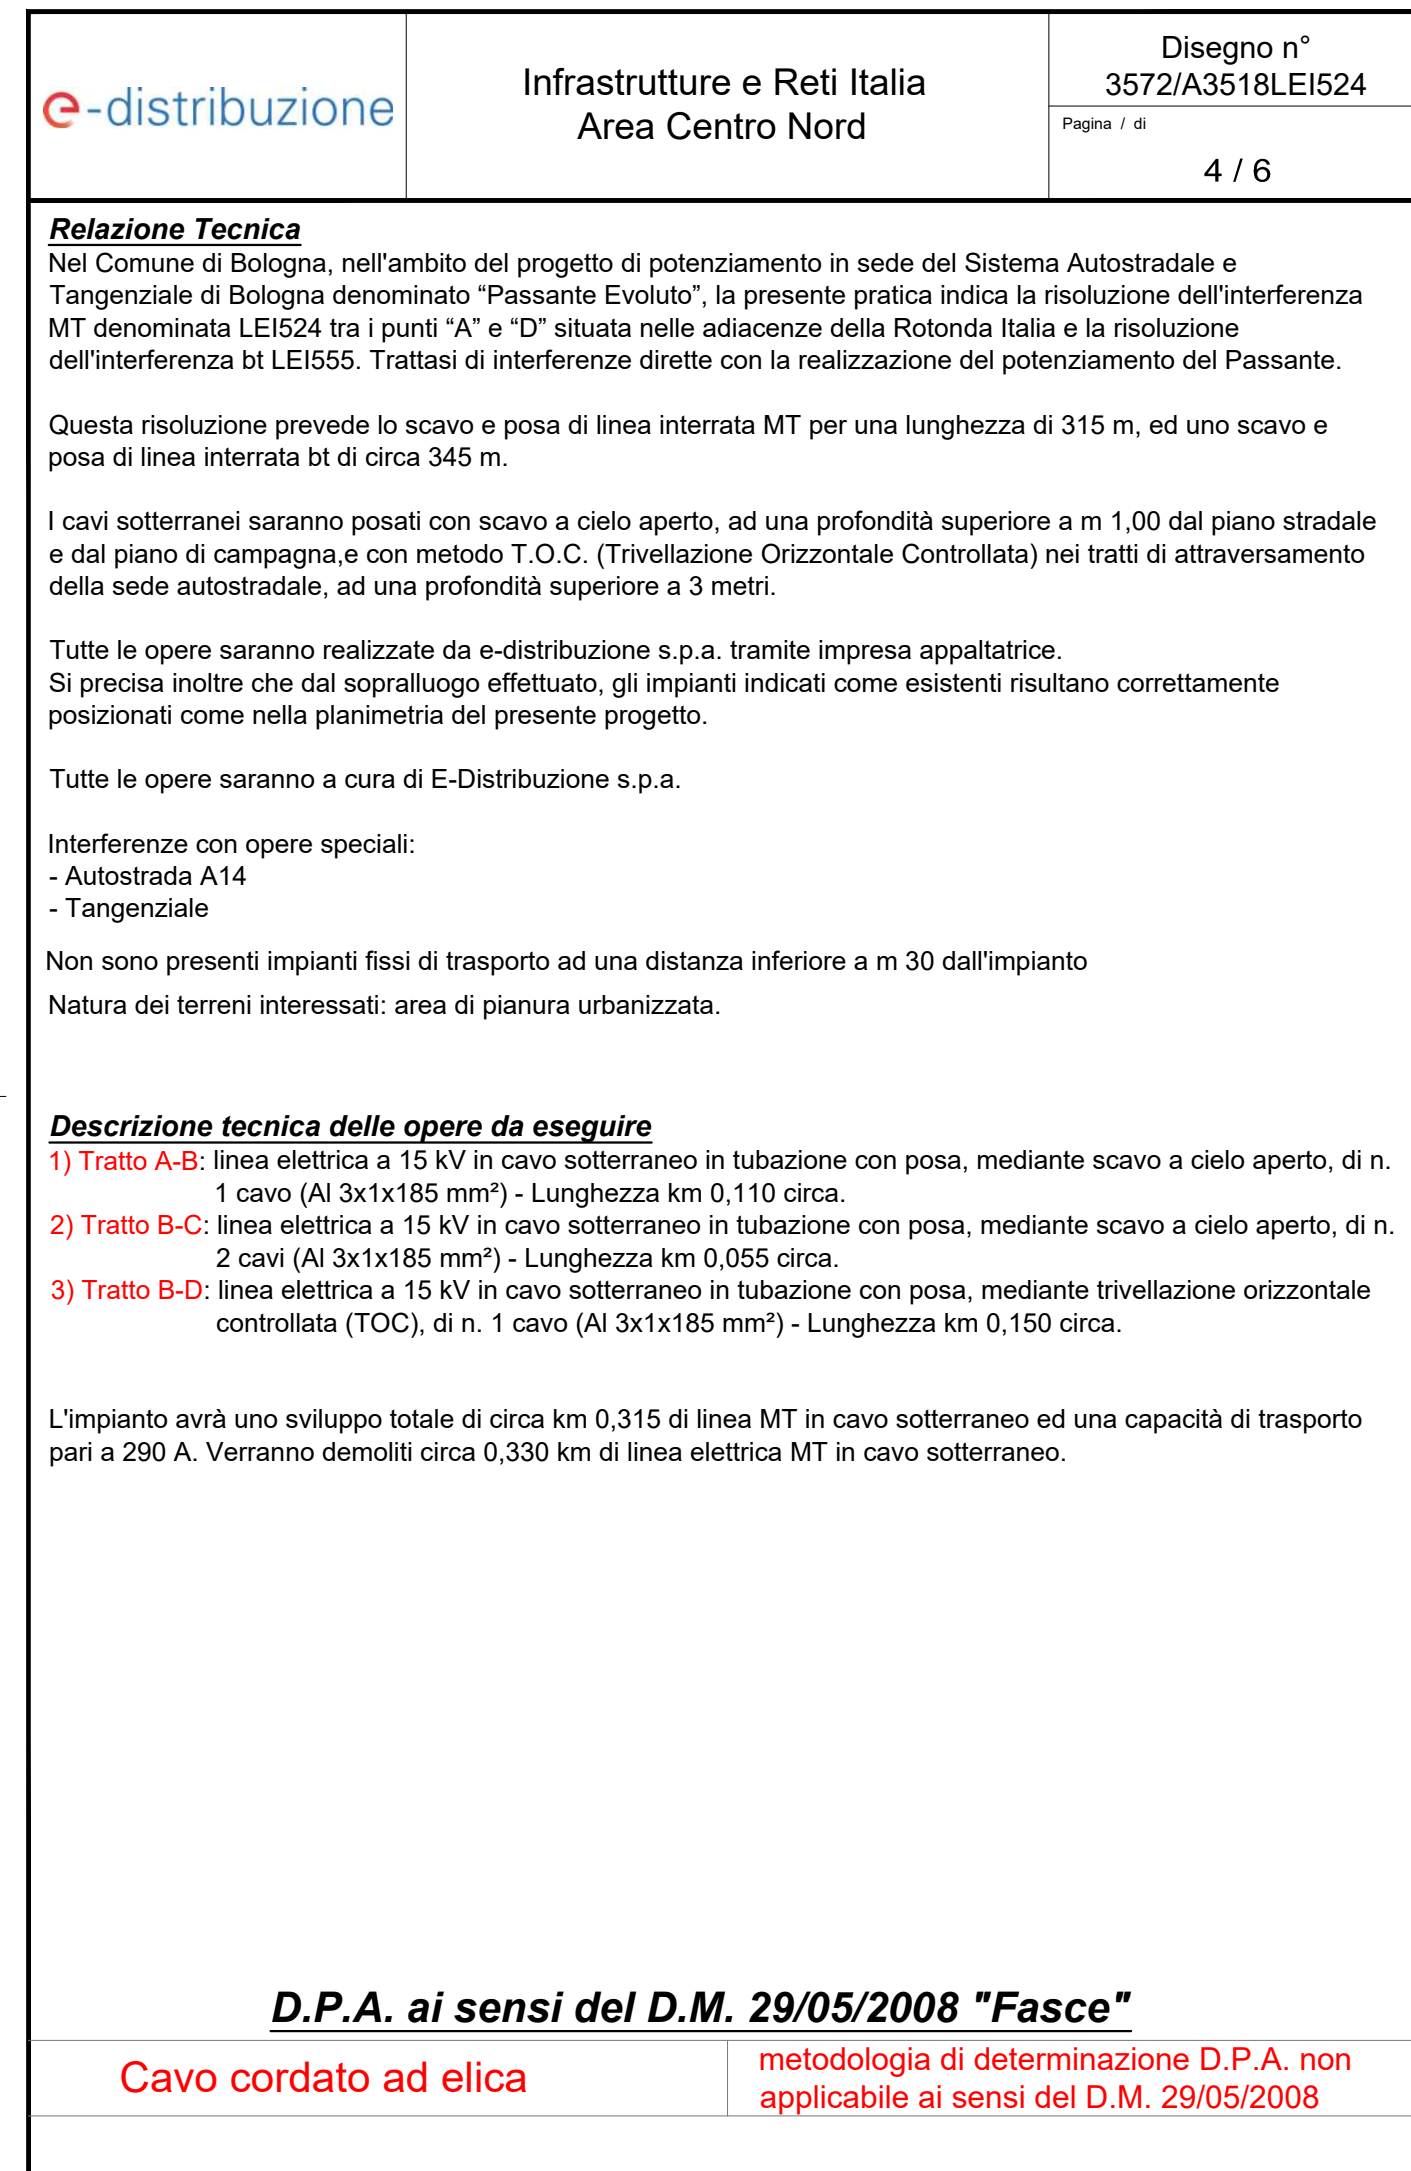 e-distribuzione
Infrastrutture e Reti Italia
Area Centro Nord
Disegno n°
3572/A3518LEI524
Pagina / di
4 / 6
Relazione Tecnica
Nel Comune di Bologna, nell'ambito del progetto di potenziamento in sede del Sistema Autostradale e
Tangenziale di Bologna denominato “Passante Evoluto”, la presente pratica indica la risoluzione dell'interferenza
MT denominata LEI524 tra i punti “A” e “D” situata nelle adiacenze della Rotonda Italia e la risoluzione
dell'interferenza bt LEI555. Trattasi di interferenze dirette con la realizzazione del potenziamento del Passante.
Questa risoluzione prevede lo scavo e posa di linea interrata MT per una lunghezza di 315 m, ed uno scavo e
posa di linea interrata bt di circa 345 m.
I cavi sotterranei saranno posati con scavo a cielo aperto, ad una profondità superiore a m 1,00 dal piano stradale
e dal piano di campagna,e con metodo T.O.C. (Trivellazione Orizzontale Controllata) nei tratti di attraversamento
della sede autostradale, ad una profondità superiore a 3 metri.
Tutte le opere saranno realizzate da e-distribuzione s.p.a. tramite impresa appaltatrice.
Si precisa inoltre che dal sopralluogo effettuato, gli impianti indicati come esistenti risultano correttamente
posizionati come nella planimetria del presente progetto.
Tutte le opere saranno a cura di E-Distribuzione s.p.a.
Interferenze con opere speciali:
- Autostrada A14
- Tangenziale
Non sono presenti impianti fissi di trasporto ad una distanza inferiore a m 30 dall'impianto
Natura dei terreni interessati: area di pianura urbanizzata.
Descrizione tecnica delle opere da eseguire
1) Tratto A-B: linea elettrica a 15 kV in cavo sotterraneo in tubazione con posa, mediante scavo a cielo aperto, di n.
1 cavo (Al 3x1x185 mm²) - Lunghezza km 0,110 circa.
2) Tratto B-C: linea elettrica a 15 kV in cavo sotterraneo in tubazione con posa, mediante scavo a cielo aperto, di n.
2 cavi (Al 3x1x185 mm²) - Lunghezza km 0,055 circa.
3) Tratto B-D: linea elettrica a 15 kV in cavo sotterraneo in tubazione con posa, mediante trivellazione orizzontale
controllata (TOC), di n. 1 cavo (Al 3x1x185 mm²) - Lunghezza km 0,150 circa.
L'impianto avrà uno sviluppo totale di circa km 0,315 di linea MT in cavo sotterraneo ed una capacità di trasporto
pari a 290 A. Verranno demoliti circa 0,330 km di linea elettrica MT in cavo sotterraneo.
D.P.A. ai sensi del D.M. 29/05/2008 "Fasce"
Cavo cordato ad elica
metodologia di determinazione D.P.A. non
applicabile ai sensi del D.M. 29/05/2008